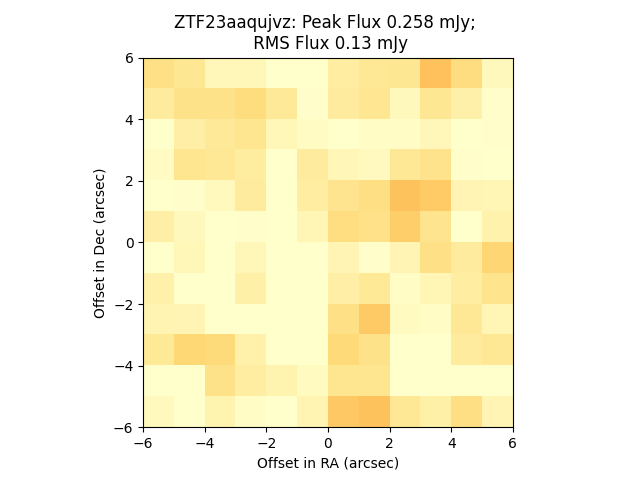 ZTF23aaqujvz: Peak Flux 0.258 mJy;
RMS Flux 0.13 mJy
6
4
2
0
−2
−4
−6
Offset in Dec (arcsec)
−6 −4 −2 0 2 4 6
Offset in RA (arcsec)